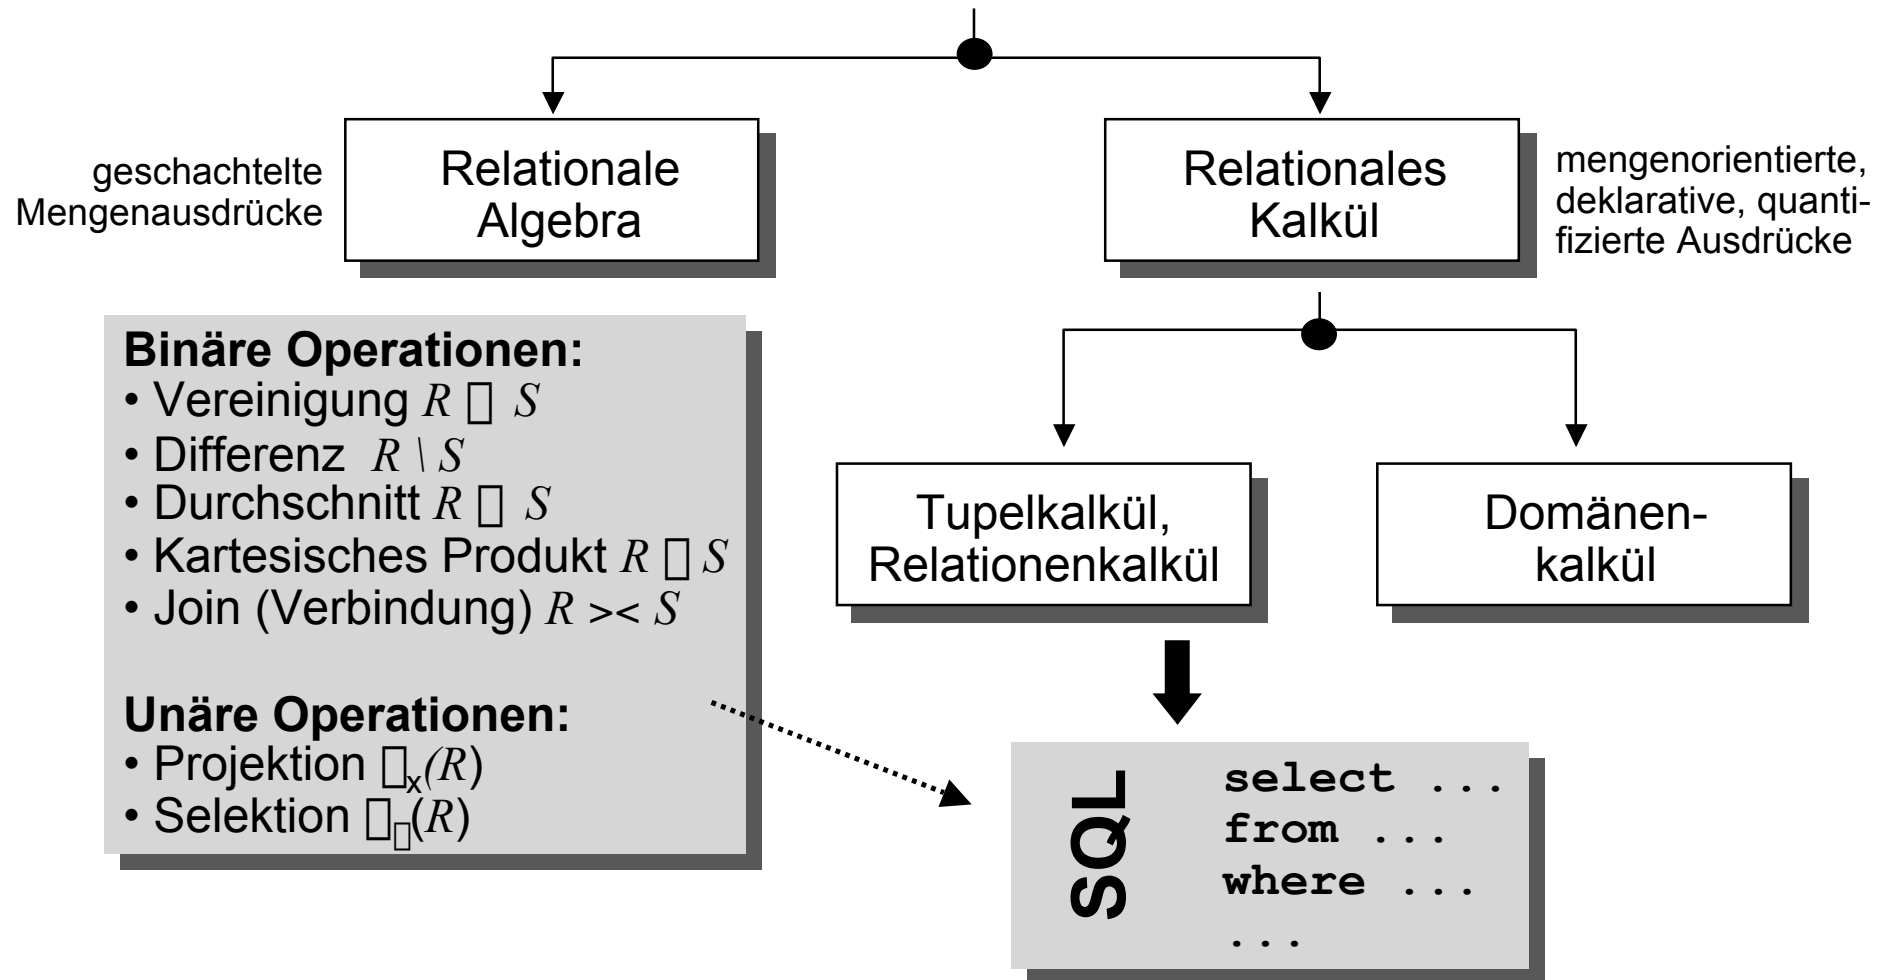 geschachtelte
Mengenausdrücke
Relationale
Algebra
Relationales
Kalkül
mengenorientierte,
deklarative, quanti-
fizierte Ausdrücke
Binäre Operationen:
• Vereinigung R □ S
• Differenz R \ S
• Durchschnitt R □ S
• Kartesisches Produkt R □ S
• Join (Verbindung) R >< S
Unäre Operationen:
• Projektion □x(R)
• Selektion □□(R)
Tupelkalkül,
Relationenkalkül
Domänen-
kalkül
SQL
select ...
from ...
where ...
...